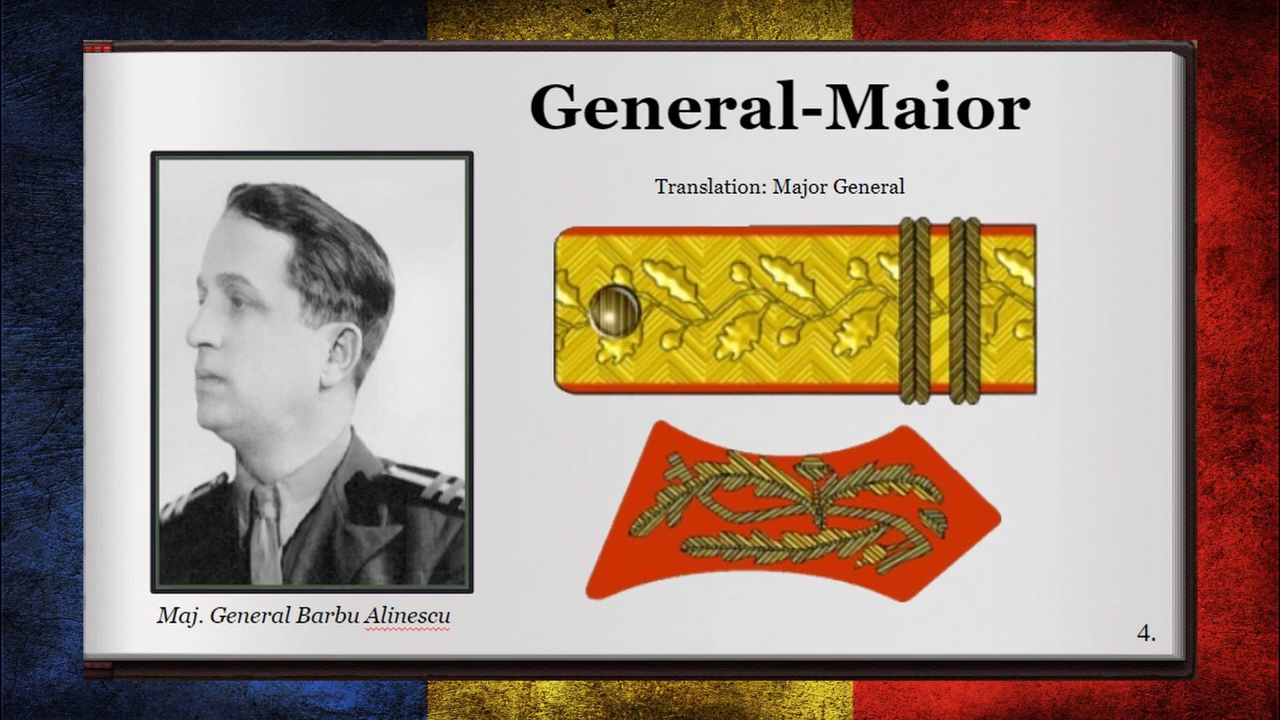 General-Maior
Translation: Major General
Maj. General Barbu Alinescu
4.